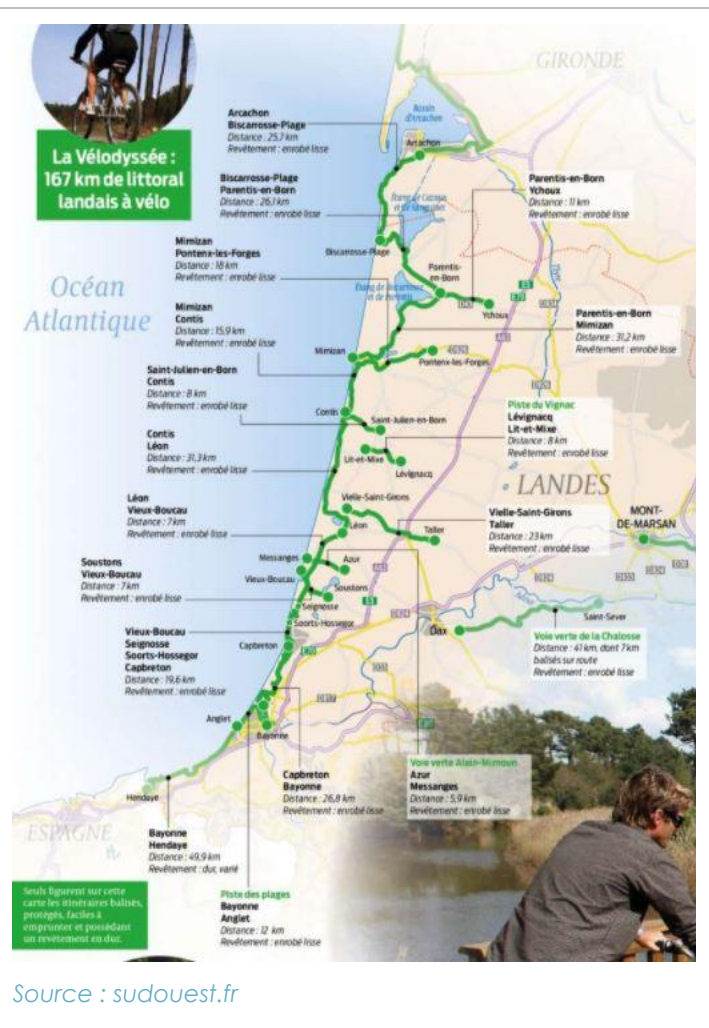 La Vélodyssée :
167 km de littoral
landais à vélo
GIRONDE
Bassin
d'Arcachon
Arcachon
Arcachon
Biscarrosse-Plage
Distance : 25,7 km
Revêtement : enrobé lisse
Biscarrosse-Plage
Parentis-en-Born
Distance : 26,1 km
Revêtement : enrobé lisse
Parentis-en-Born
Ychoux
Distance : 11 km
Revêtement : enrobé lisse
Mimizan
Pontenx-les-Forges
Distance : 18 km
Revêtement : enrobé lisse
Biscarrosse-Plage
Parentis-
en-Born
Ychoux
Océan
Atlantique
Mimizan
Contis
Distance : 15,9 km
Revêtement : enrobé lisse
Parentis-en-Born
Mimizan
Distance : 31,2 km
Revêtement : enrobé lisse
Mimizan
Pontenx-les-Forges
Saint-Julien-en-Born
Contis
Distance : 8 km
Revêtement : enrobé lisse
Contis
Saint-Julien-en-Born
Piste du Vignac
Lévignacq
Lit-et-Mixe
Distance : 8 km
Revêtement : enrobé lisse
Contis
Léon
Distance : 31,3 km
Revêtement : enrobé lisse
Lit-et-Mixe
Lévignacq
LANDES
Léon
Vieux-Boucau
Distance : 7 km
Revêtement : enrobé lisse
Vielle-Saint-Girons
Léon
Taller
Vielle-Saint-Girons
Taller
Distance : 23 km
Revêtement : enrobé lisse
MONT-
DE-MARSAN
Soustons
Vieux-Boucau
Distance : 7 km
Revêtement : enrobé lisse
Messanges
Azur
Vieux-Boucau
Soustons
Seignosse
Soorts-Hossegor
Capbreton
Dax
Saint-Sever
Vieux-Boucau
Seignosse
Soorts-Hossegor
Capbreton
Distance : 19,6 km
Revêtement : enrobé lisse
Voie verte de la Chalosse
Distance : 41 km, dont 7 km
balisés sur route
Revêtement : enrobé lisse
Anglet
Bayonne
Hendaye
ESPAGNE
Capbreton
Bayonne
Distance : 26,8 km
Revêtement : enrobé lisse
Voie verte Alain-Mimoun
Azur
Messanges
Distance : 5,9 km
Revêtement : enrobé lisse
Bayonne
Hendaye
Distance : 49,9 km
Revêtement : dur, varié
Piste des plages
Bayonne
Anglet
Distance : 12 km
Revêtement : enrobé lisse
Seuls figurent sur cette
carte les itinéraires balisés,
protégés, faciles à
emprunter et possédant
un revêtement en dur.
Source : sudouest.fr